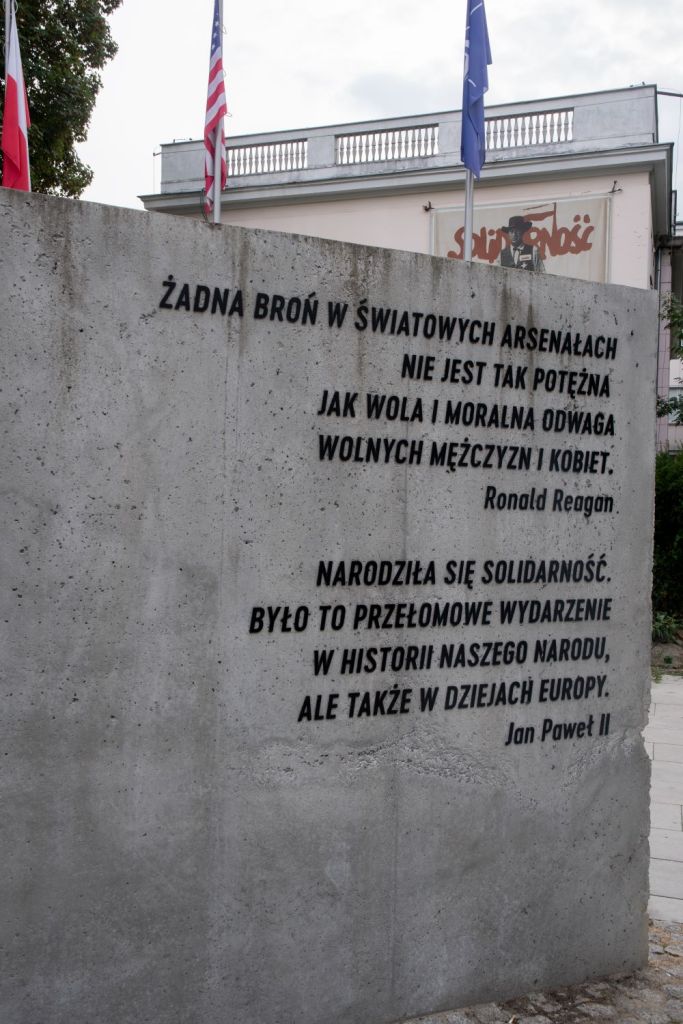 SOLIDARNOŚĆ
ŻADNA BROŃ W ŚWIATOWYCH ARSENAŁACH
NIE JEST TAK POTĘŻNA
JAK WOLA I MORALNA ODWAGA
WOLNYCH MĘŻCZYZN I KOBIET.
Ronald Reagan
NARODZIŁA SIĘ SOLIDARNOŚĆ.
BYŁO TO PRZEŁOMOWE WYDARZENIE
W HISTORII NASZEGO NARODU,
ALE TAKŻE W DZIEJACH EUROPY.
Jan Paweł II